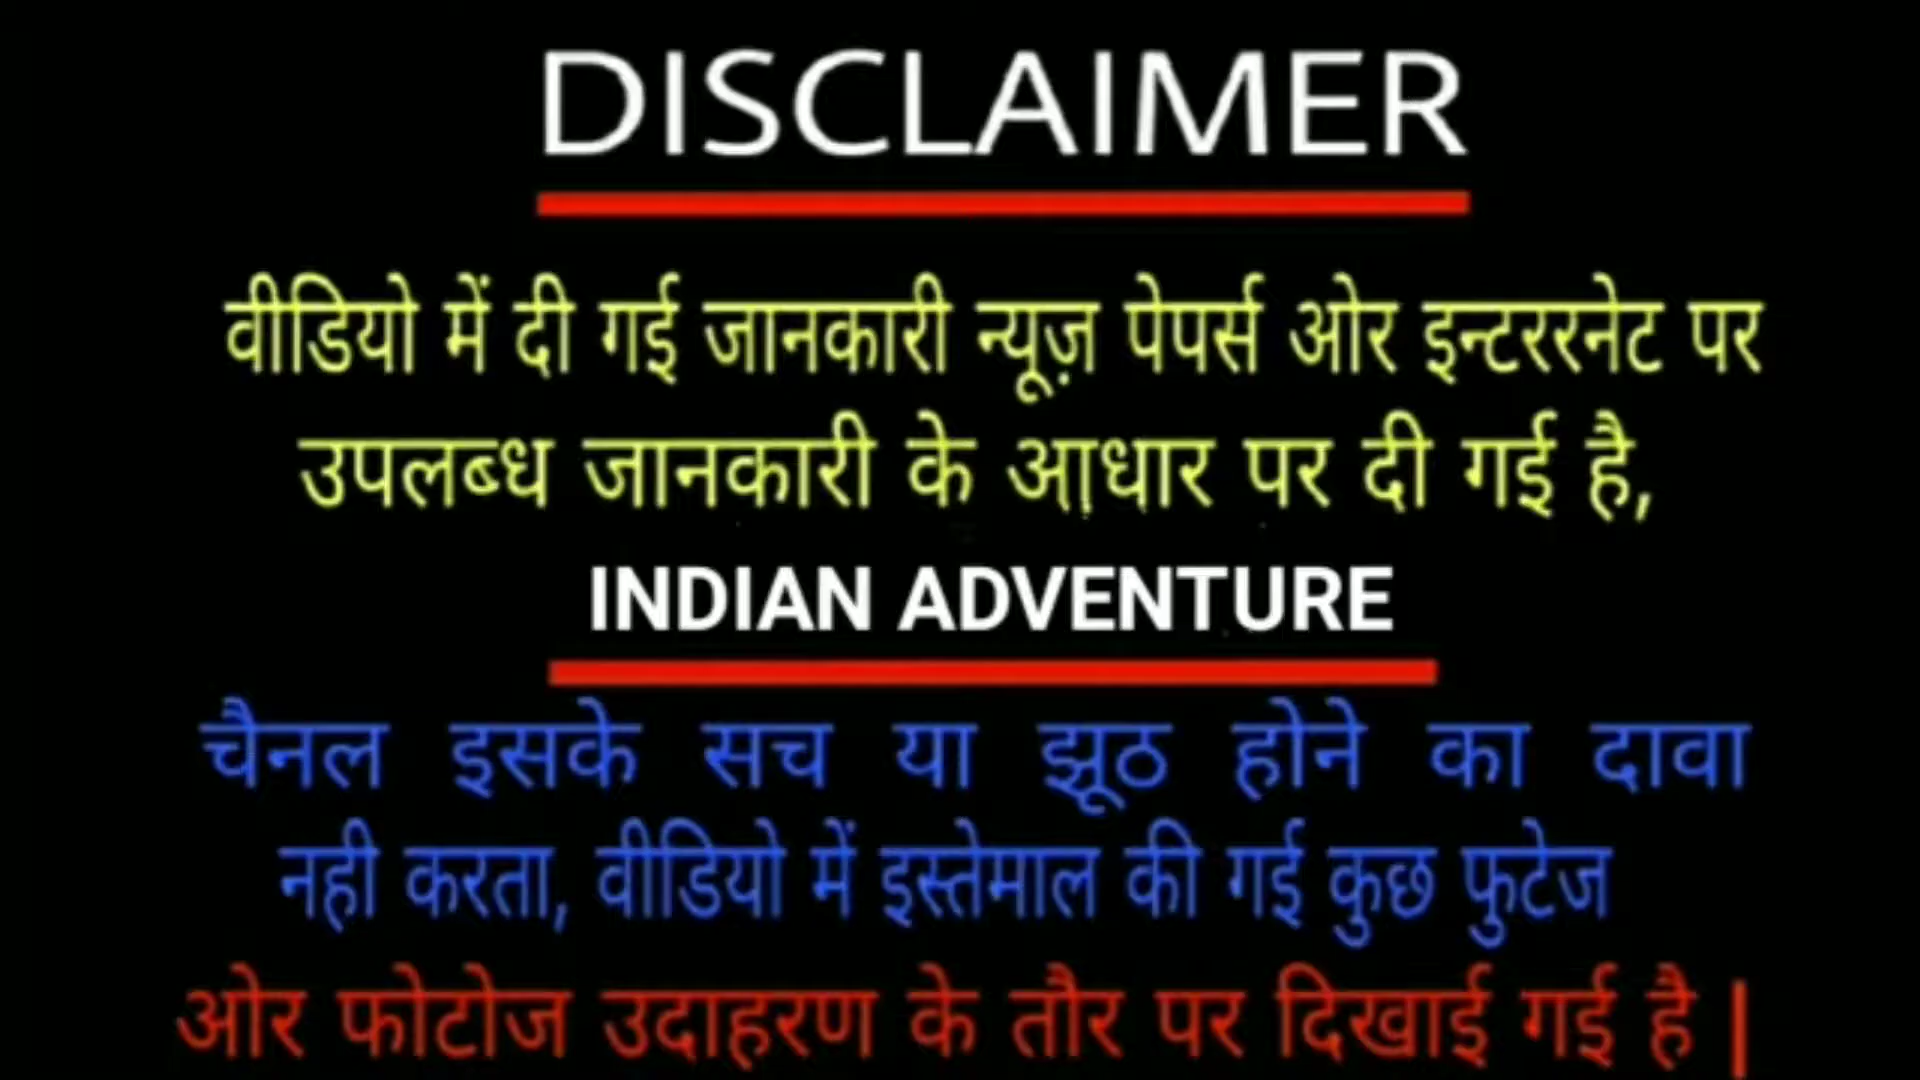 DISCLAIMER
वीडियो में दी गई जानकारी न्यूज़ पेपर्स ओर इन्टररनेट पर
उपलब्ध जानकारी के आ़धार पर दी गई है,
INDIAN ADVENTURE
चैनल इसके सच या झूठ होने का दावा
नही करता, वीडियो में इस्तेमाल की गई कुछ फुटेज
ओर फोटोज उदाहरण के तौर पर दिखाई गई है |